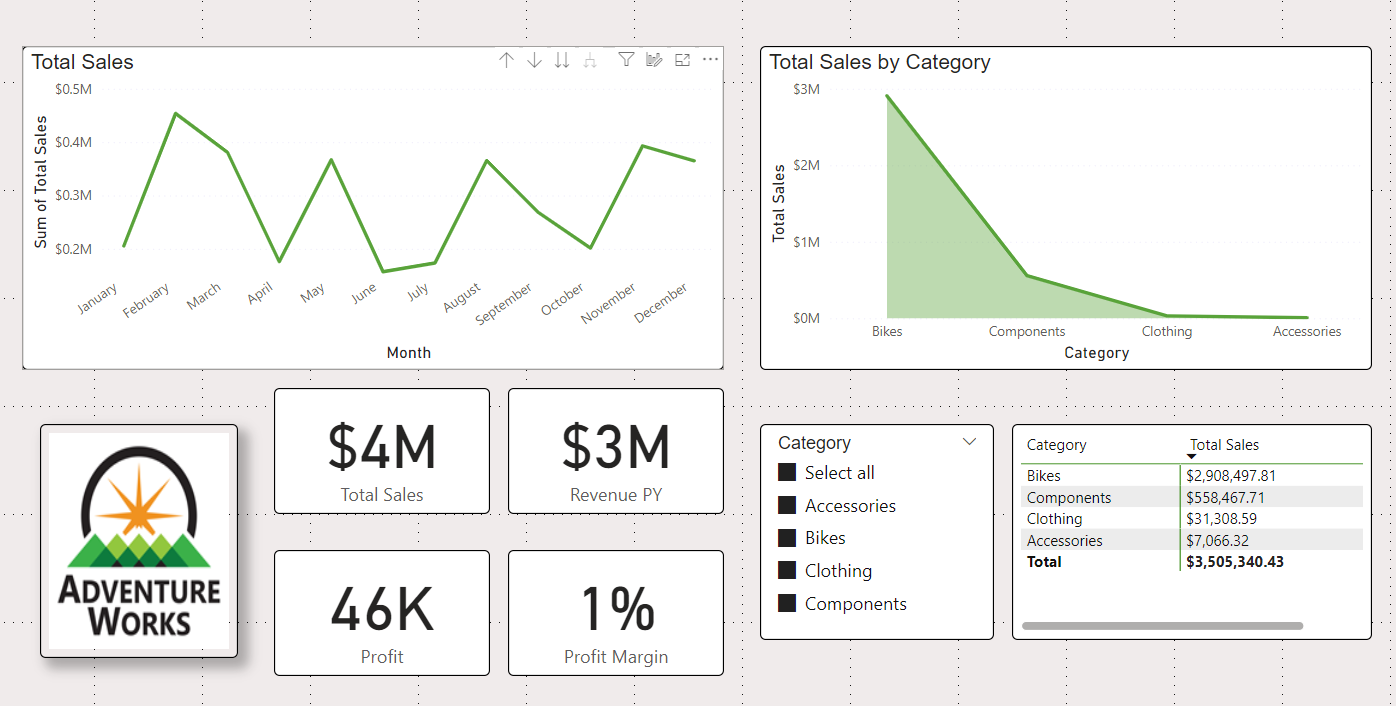 Total Sales
$0.5M
$0.4M
$0.3M
$0.2M
Sum of Total Sales
January
February
March
April
May
June
July
August
September
October
November
December
Month
Total Sales by Category
$3M
$2M
$1M
$0M
Total Sales
Bikes
Components
Clothing
Accessories
Category
ADVENTURE
WORKS
$4M
Total Sales
$3M
Revenue PY
46K
Profit
1%
Profit Margin
Category
Select all
Accessories
Bikes
Clothing
Components
Category Total Sales
Bikes $2,908,497.81
Components $558,467.71
Clothing $31,308.59
Accessories $7,066.32
Total $3,505,340.43